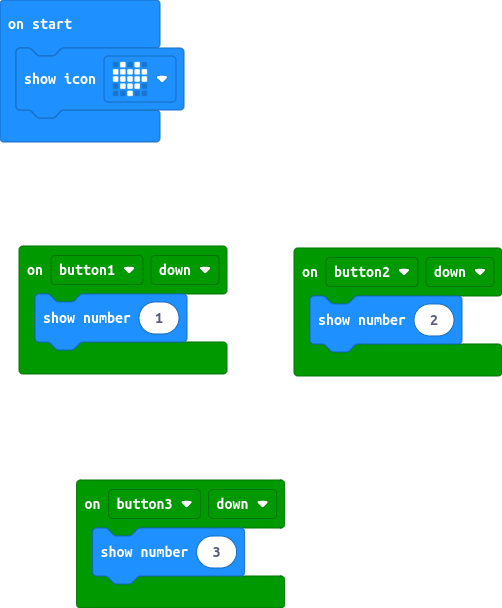 on start
show icon
on button1 down
show number 1
on button2 down
show number 2
on button3 down
show number 3